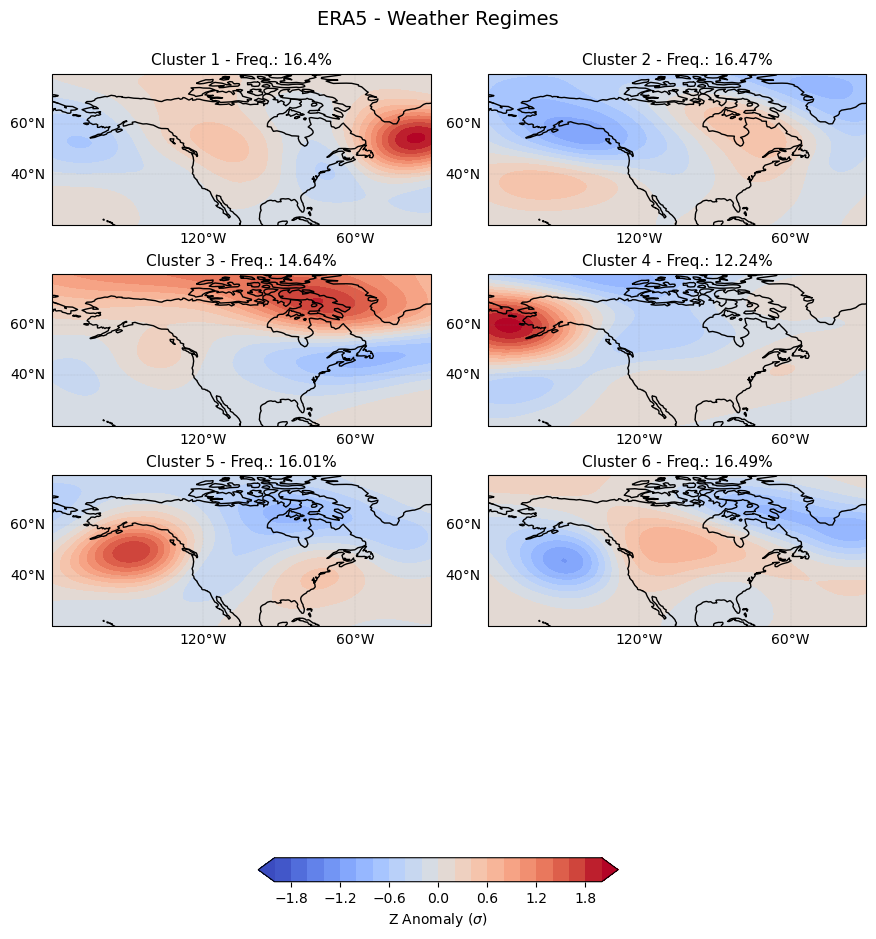 ERA5 - Weather Regimes
Cluster 1 - Freq.: 16.4%
Cluster 2 - Freq.: 16.47%
60°N
40°N
120°W
60°W
60°N
40°N
120°W
60°W
Cluster 3 - Freq.: 14.64%
Cluster 4 - Freq.: 12.24%
60°N
40°N
120°W
60°W
60°N
40°N
120°W
60°W
Cluster 5 - Freq.: 16.01%
Cluster 6 - Freq.: 16.49%
60°N
40°N
120°W
60°W
60°N
40°N
120°W
60°W
−1.8 −1.2 −0.6 0.0 0.6 1.2 1.8
Z Anomaly (σ)